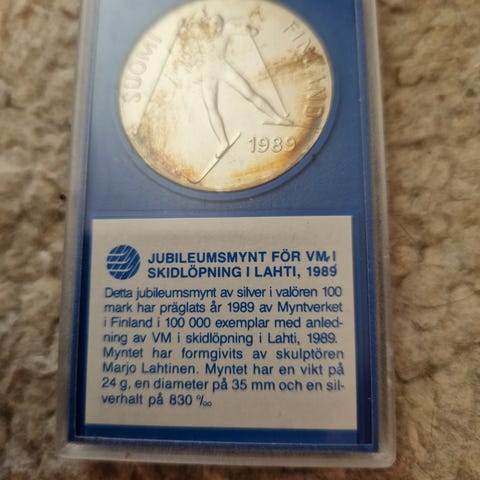 SUOMI FINLAND
1989
JUBILEUMSMYNT FÖR VM I
SKIDLÖPNING I LAHTI, 1989
Detta jubileumsmynt av silver i valören 100
mark har präglats år 1989 av Myntverket
i Finland i 100 000 exemplar med anled-
ning av VM i skidlöpning i Lahti, 1989.
Myntet har formgivits av skulptören
Marjo Lahtinen. Myntet har en vikt på
24 g, en diameter på 35 mm och en sil-
verhalt på 830 ‰